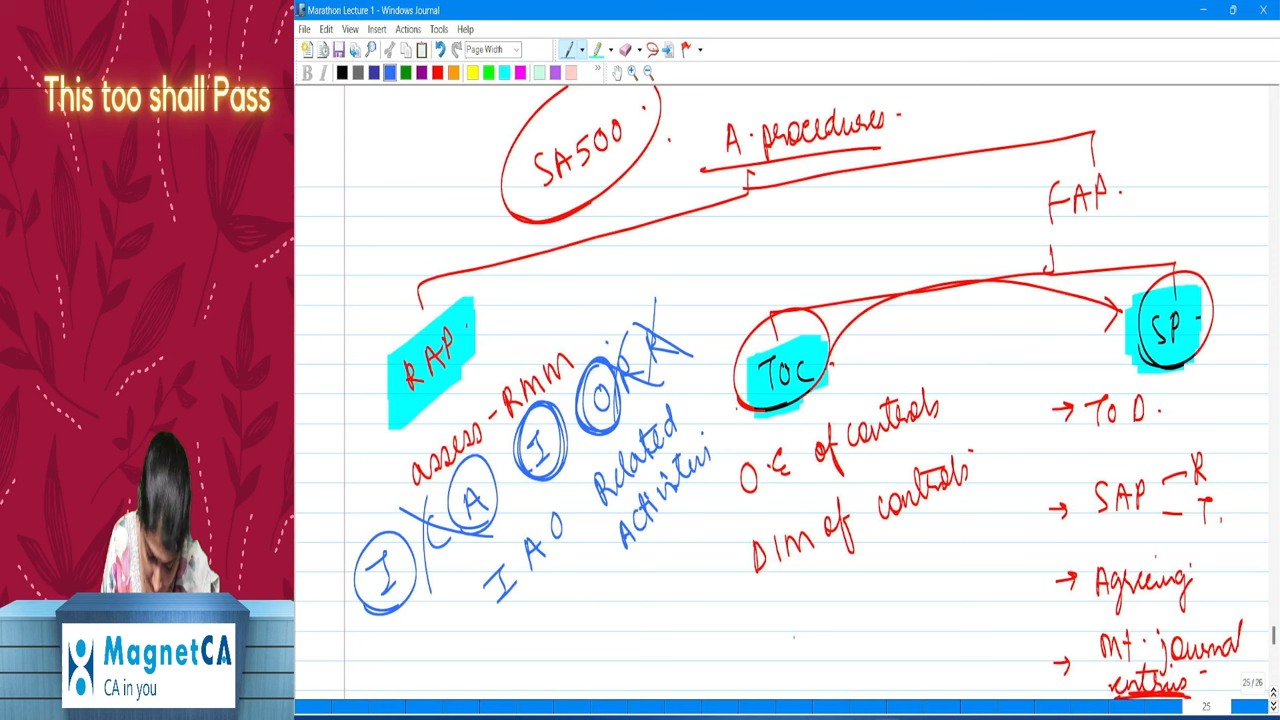 Marathon Lecture 1 - Windows Journal
File Edit View Insert Actions Tools Help
Page Width
B I
This too shall Pass
SA500
A. procedures.
FAP.
RAP.
TOC
SP
assess - RMM
I C A I O R R
I A O Related
Activities
O.E of controls
DIM of controls
→ TO D.
→ SAP - R
- T.
→ Agreeing
→ mt. journal
entries
MagnetCA
CA in you
25/26
25